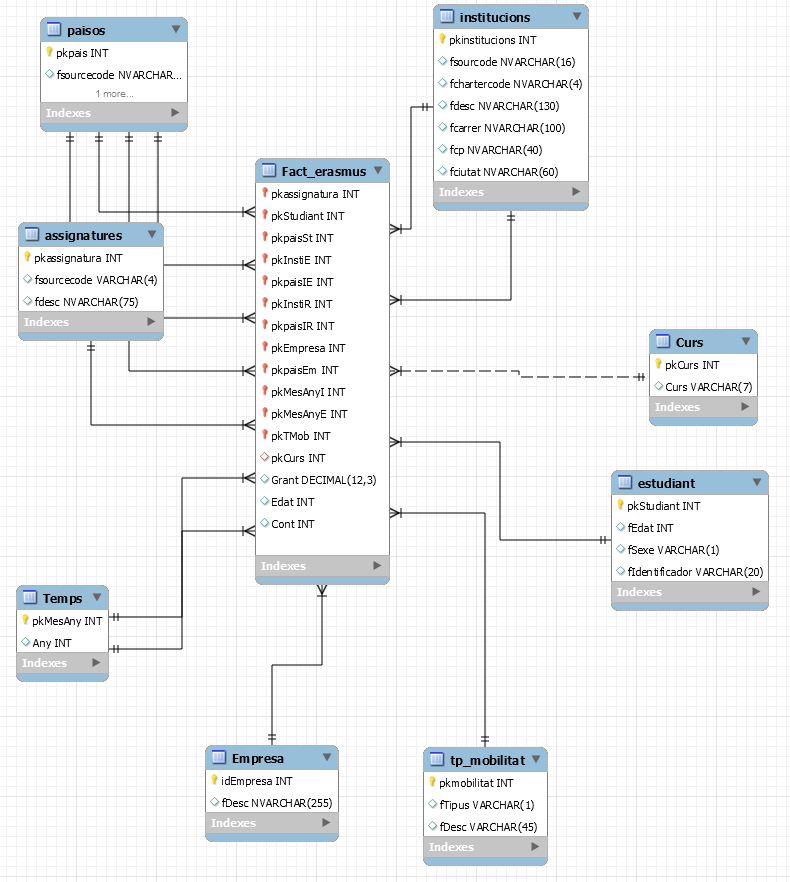 paisos
pkpais INT
fsourcecode NVARCHAR...
1 more...
Indexes
institucions
pkinstitucions INT
fsourcode NVARCHAR(16)
fchartercode NVARCHAR(4)
fdesc NVARCHAR(130)
fcarrer NVARCHAR(100)
fcp NVARCHAR(40)
fciutat NVARCHAR(60)
Indexes
Fact_erasmus
pkassignatura INT
pkStudiant INT
pkpaisSt INT
pkInstiE INT
pkpaisIE INT
pkInstiR INT
pkpaisIR INT
pkEmpresa INT
pkpaisEm INT
pkMesAnyI INT
pkMesAnyE INT
pkTMob INT
pkCurs INT
Grant DECIMAL(12,3)
Edat INT
Cont INT
Indexes
assignatures
pkassignatura INT
fsourcecode VARCHAR(4)
fdesc NVARCHAR(75)
Indexes
Curs
pkCurs INT
Curs VARCHAR(7)
Indexes
estudiant
pkStudiant INT
fEdat INT
fSexe VARCHAR(1)
fIdentificador VARCHAR(20)
Indexes
Temps
pkMesAny INT
Any INT
Indexes
Empresa
idEmpresa INT
fDesc NVARCHAR(255)
Indexes
tp_mobilitat
pkmobilitat INT
fTipus VARCHAR(1)
fDesc VARCHAR(45)
Indexes